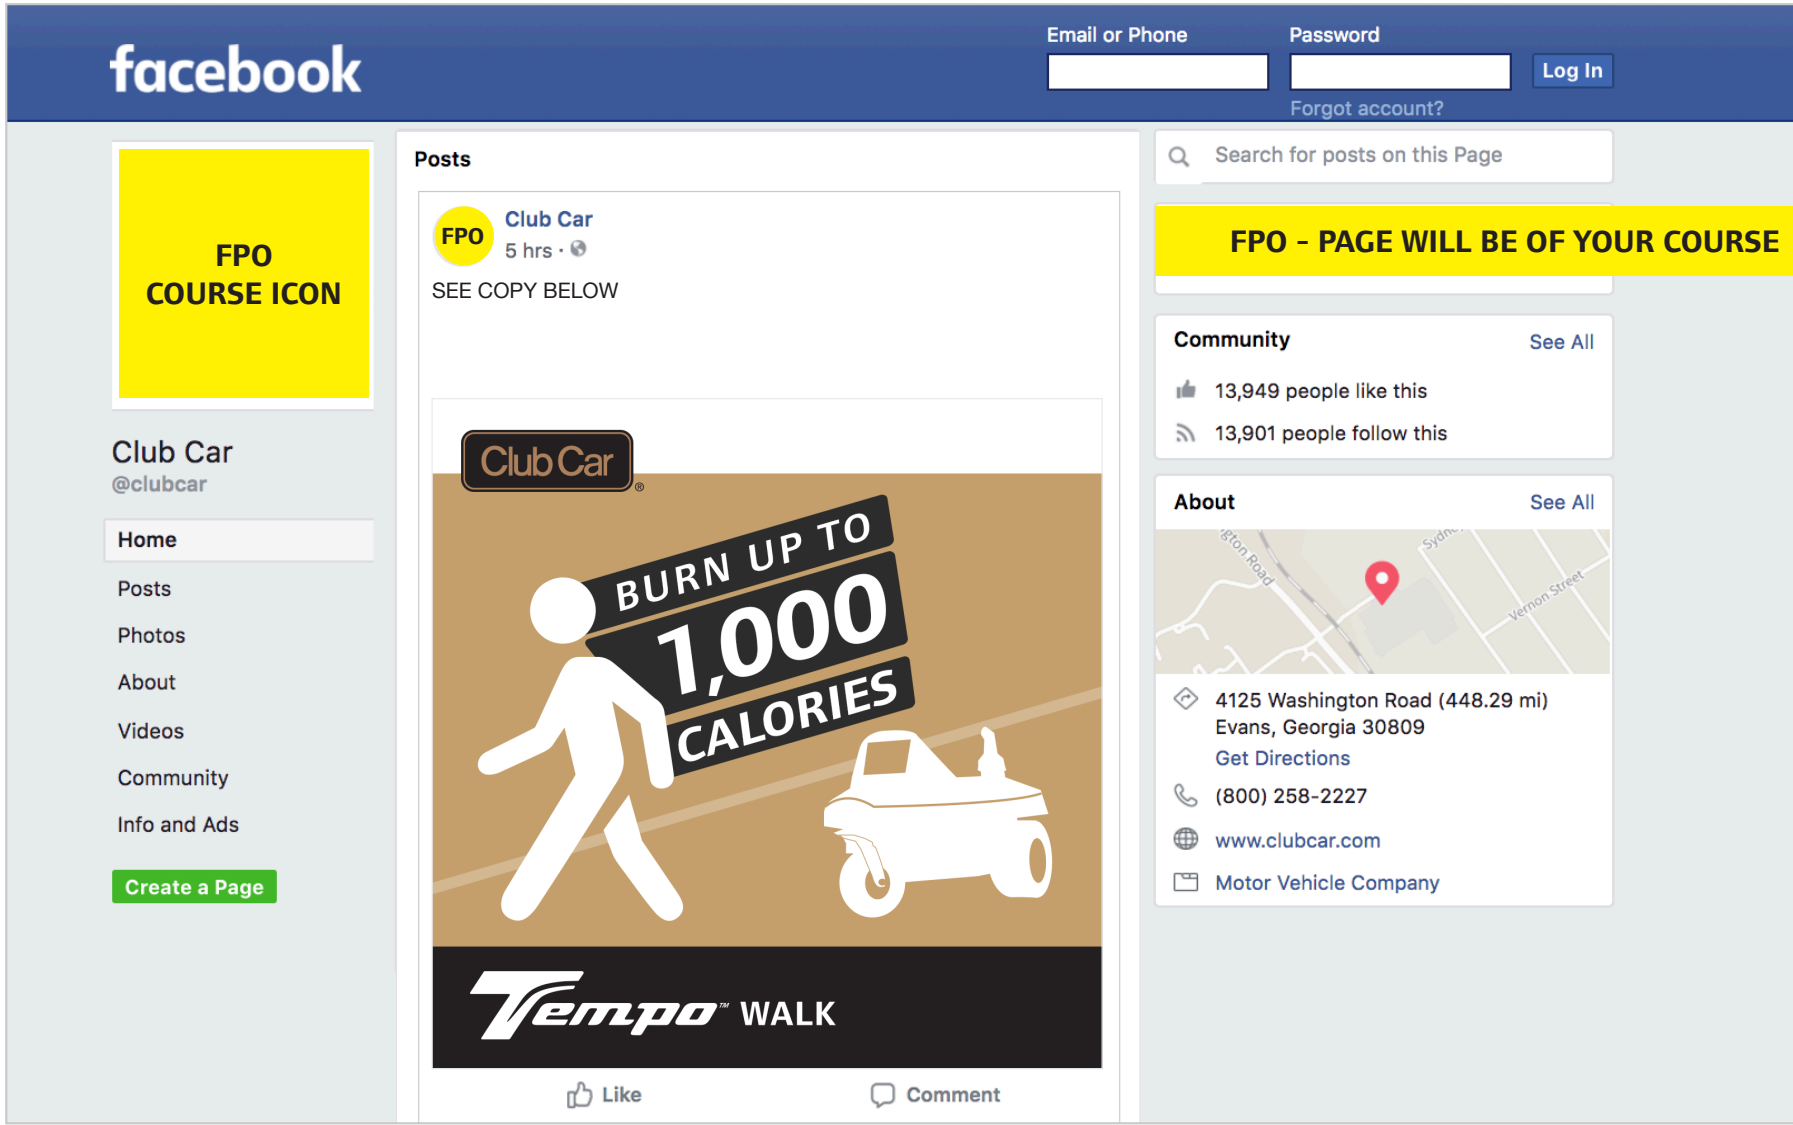 facebook
Email or Phone
Password
Log In
Forgot account?
FPO
COURSE ICON
Club Car
@clubcar
Home
Posts
Photos
About
Videos
Community
Info and Ads
Create a Page
Posts
FPO
Club Car
5 hrs ·
SEE COPY BELOW
Club Car
®
BURN UP TO
1,000
CALORIES
Tempo™ WALK
Like
Comment
Search for posts on this Page
FPO - PAGE WILL BE OF YOUR COURSE
Community
See All
13,949 people like this
13,901 people follow this
About
See All
gton Road
Sydne
Vernon Street
4125 Washington Road (448.29 mi)
Evans, Georgia 30809
Get Directions
(800) 258-2227
www.clubcar.com
Motor Vehicle Company